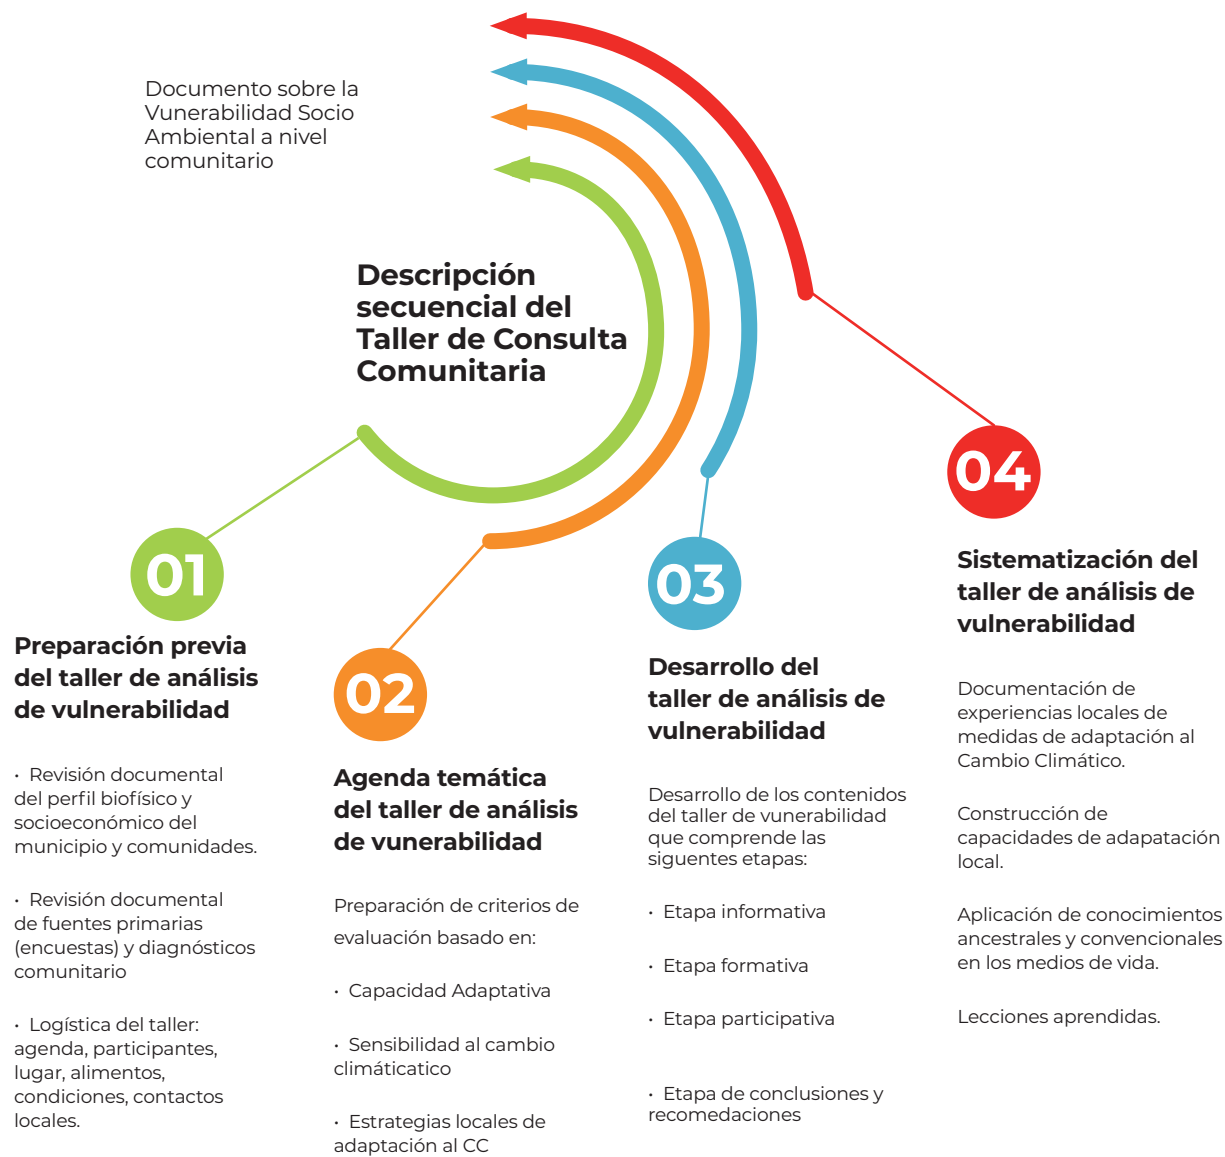 Documento sobre la
Vunerabilidad Socio
Ambiental a nivel
comunitario
Descripción
secuencial del
Taller de Consulta
Comunitaria
01
Preparación previa
del taller de análisis
de vulnerabilidad
• Revisión documental
del perfil biofísico y
socioeconómico del
municipio y comunidades.
• Revisión documental
de fuentes primarias
(encuestas) y diagnósticos
comunitario
• Logística del taller:
agenda, participantes,
lugar, alimentos,
condiciones, contactos
locales.
02
Agenda temática
del taller de análisis
de vunerabilidad
Preparación de criterios de
evaluación basado en:
• Capacidad Adaptativa
• Sensibilidad al cambio
climáticatico
• Estrategias locales de
adaptación al CC
03
Desarrollo del
taller de análisis de
vulnerabilidad
Desarrollo de los contenidos
del taller de vunerabilidad
que comprende las
siguentes etapas:
• Etapa informativa
• Etapa formativa
• Etapa participativa
• Etapa de conclusiones y
recomedaciones
04
Sistematización del
taller de análisis de
vulnerabilidad
Documentación de
experiencias locales de
medidas de adaptación al
Cambio Climático.
Construcción de
capacidades de adapatación
local.
Aplicación de conocimientos
ancestrales y convencionales
en los medios de vida.
Lecciones aprendidas.